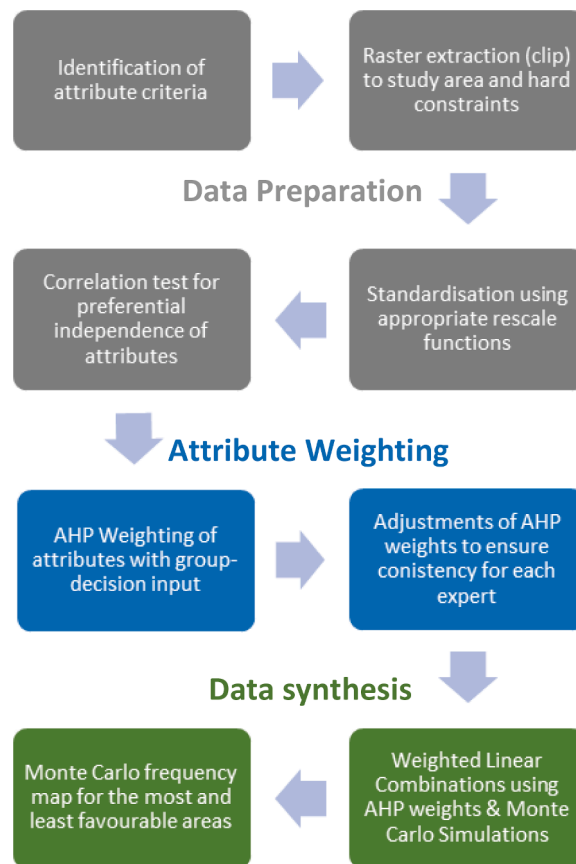 Identification of
attribute criteria
Raster extraction (clip)
to study area and hard
constraints
Data Preparation
Standardisation using
appropriate rescale
functions
Correlation test for
preferential
independence of
attributes
Attribute Weighting
AHP Weighting of
attributes with group-
decision input
Adjustments of AHP
weights to ensure
conistency for each
expert
Data synthesis
Weighted Linear
Combinations using
AHP weights & Monte
Carlo Simulations
Monte Carlo frequency
map for the most and
least favourable areas